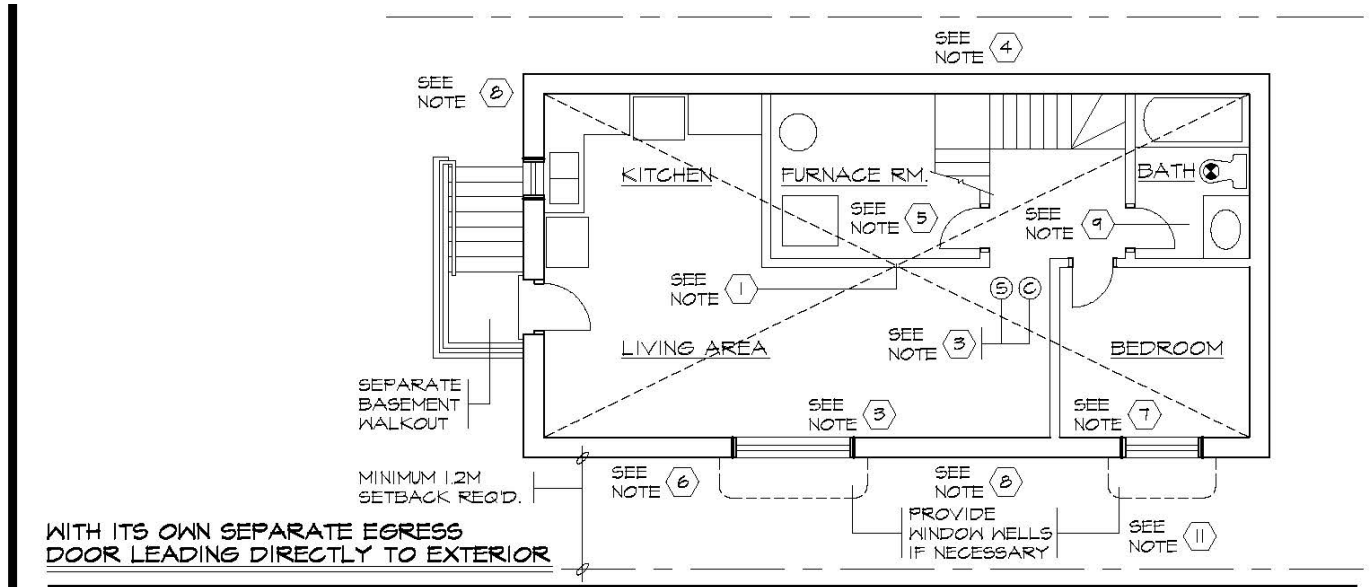 SEE
NOTE 4
SEE
NOTE 8
KITCHEN
FURNACE RM.
BATH
SEE
NOTE 5
SEE
NOTE 9
SEE
NOTE 1
S C
SEE
NOTE 3
LIVING AREA
BEDROOM
SEPARATE
BASEMENT
WALKOUT
SEE
NOTE 3
SEE
NOTE 7
MINIMUM 1.2M
SETBACK REQ'D.
SEE
NOTE 6
SEE
NOTE 8
PROVIDE
WINDOW WELLS
IF NECESSARY
SEE
NOTE 11
WITH ITS OWN SEPARATE EGRESS
DOOR LEADING DIRECTLY TO EXTERIOR